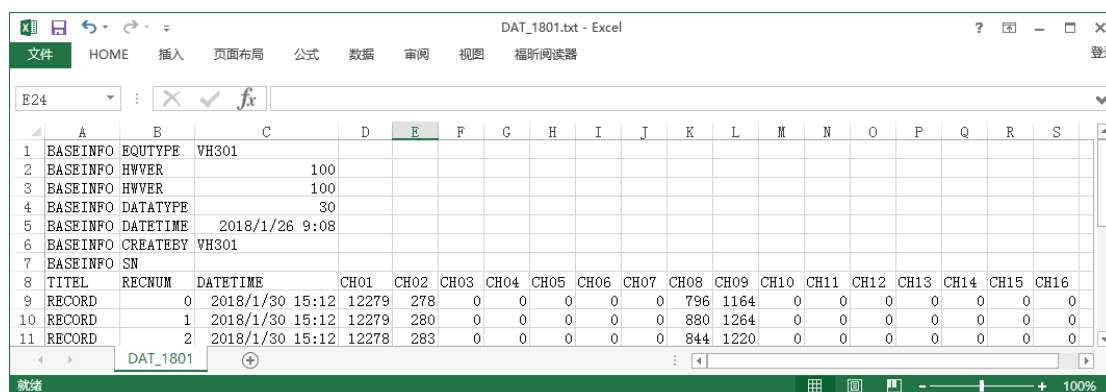 DAT_1801.txt - Excel
文件 HOME 插入 页面布局 公式 数据 审阅 视图 福昕阅读器
E24 fx
A B C D E F G H I J K L M N O P Q R S
1 BASEINFO EQUTYPE VH301
2 BASEINFO HWVER 100
3 BASEINFO HWVER 100
4 BASEINFO DATATYPE 30
5 BASEINFO DATETIME 2018/1/26 9:08
6 BASEINFO CREATEBY VH301
7 BASEINFO SN
8 TITEL RECNUM DATETIME CH01 CH02 CH03 CH04 CH05 CH06 CH07 CH08 CH09 CH10 CH11 CH12 CH13 CH14 CH15 CH16
9 RECORD 0 2018/1/30 15:12 12279 278 0 0 0 0 0 796 1164 0 0 0 0 0 0 0
10 RECORD 1 2018/1/30 15:12 12279 280 0 0 0 0 0 880 1264 0 0 0 0 0 0 0
11 RECORD 2 2018/1/30 15:12 12278 283 0 0 0 0 0 844 1220 0 0 0 0 0 0 0
DAT_1801
就绪 100%